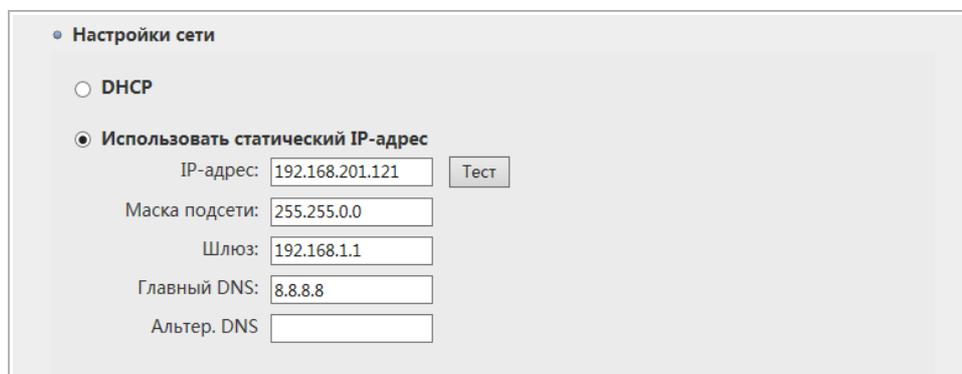 Настройки сети
DHCP
Использовать статический IP-адрес
IP-адрес: 192.168.201.121 Тест
Маска подсети: 255.255.0.0
Шлюз: 192.168.1.1
Главный DNS: 8.8.8.8
Альтер. DNS